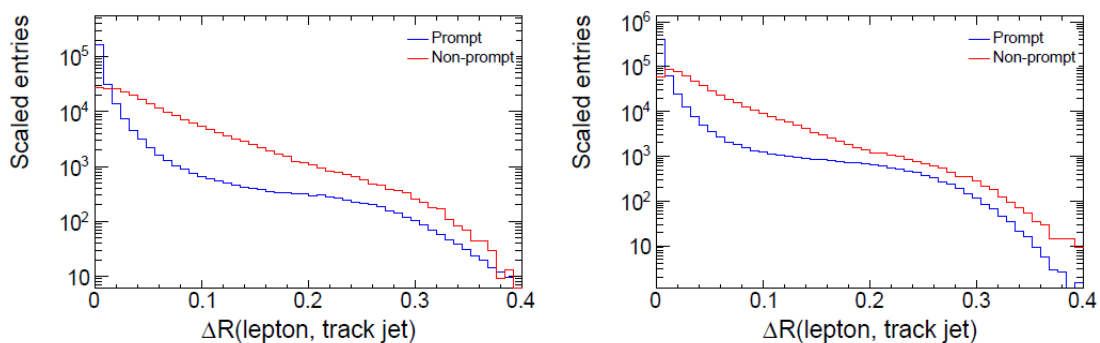 Scaled entries
10^5
10^4
10^3
10^2
10
Prompt
Non-prompt
0
0.1
0.2
0.3
0.4
ΔR(lepton, track jet)
Scaled entries
10^6
10^5
10^4
10^3
10^2
10
Prompt
Non-prompt
0
0.1
0.2
0.3
0.4
ΔR(lepton, track jet)